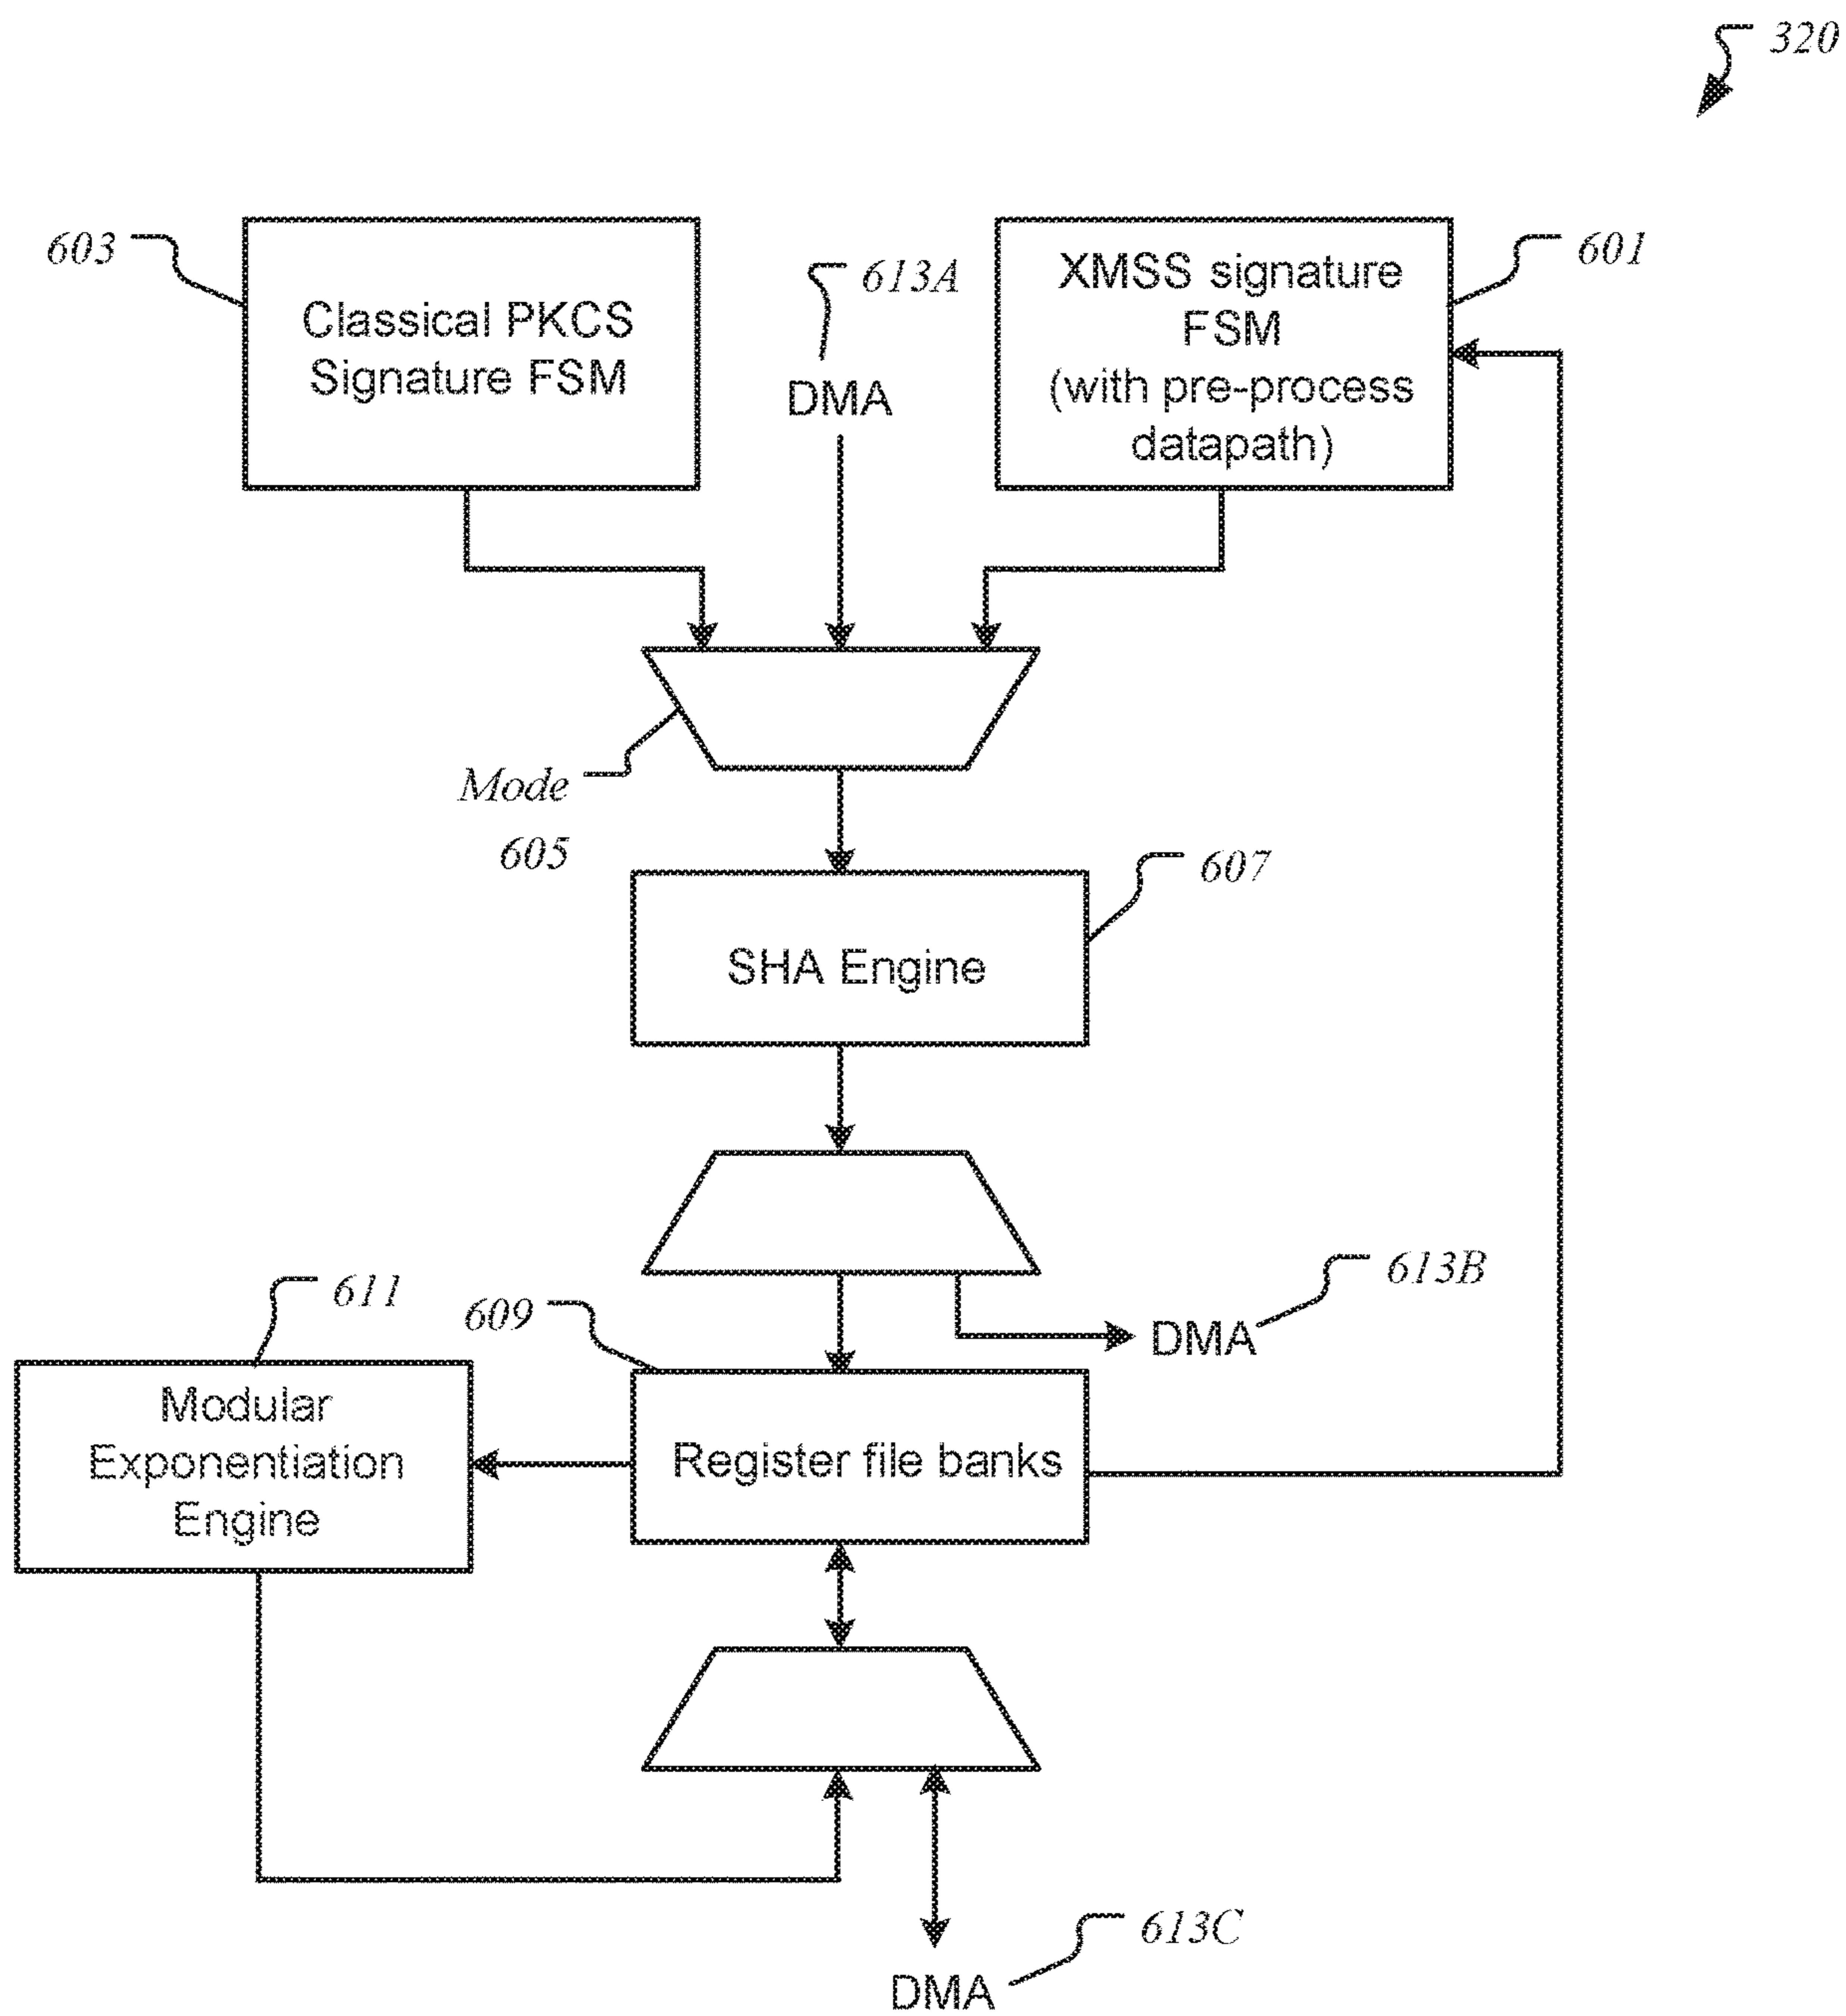 320
603
Classical PKCS
Signature FSM
613A
DMA
XMSS signature
FSM
(with pre-process
datapath)
601
Mode
605
607
SHA Engine
613B
DMA
611
609
Modular
Exponentiation
Engine
Register file banks
613C
DMA